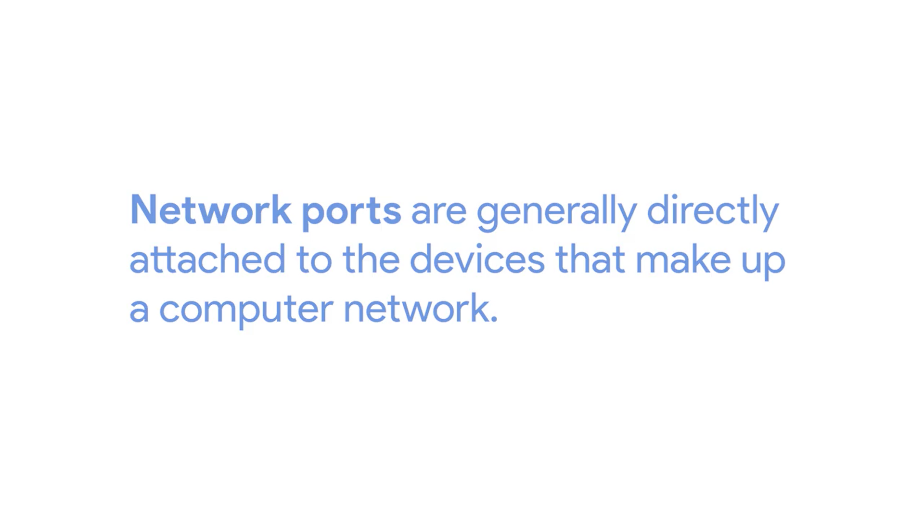 Network ports are generally directly
attached to the devices that make up
a computer network.